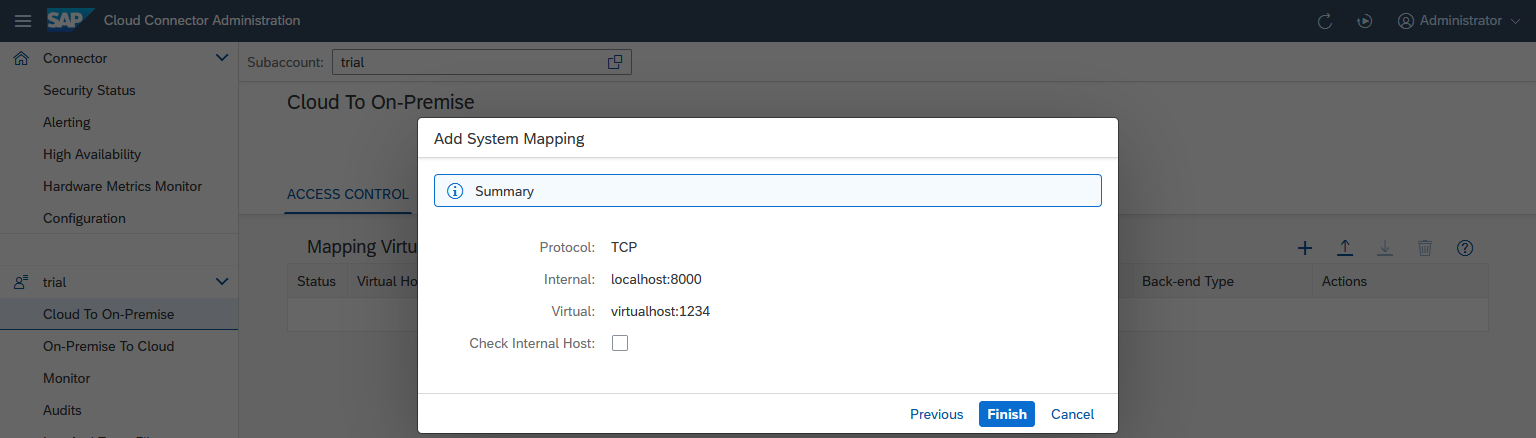 SAP Cloud Connector Administration
Administrator
Connector
Security Status
Alerting
High Availability
Hardware Metrics Monitor
Configuration
trial
Cloud To On-Premise
On-Premise To Cloud
Monitor
Audits
Subaccount: trial
Cloud To On-Premise
ACCESS CONTROL
Mapping Virtu
Status Virtual Ho Back-end Type Actions
Add System Mapping
Summary
Protocol: TCP
Internal: localhost:8000
Virtual: virtualhost:1234
Check Internal Host:
Previous Finish Cancel